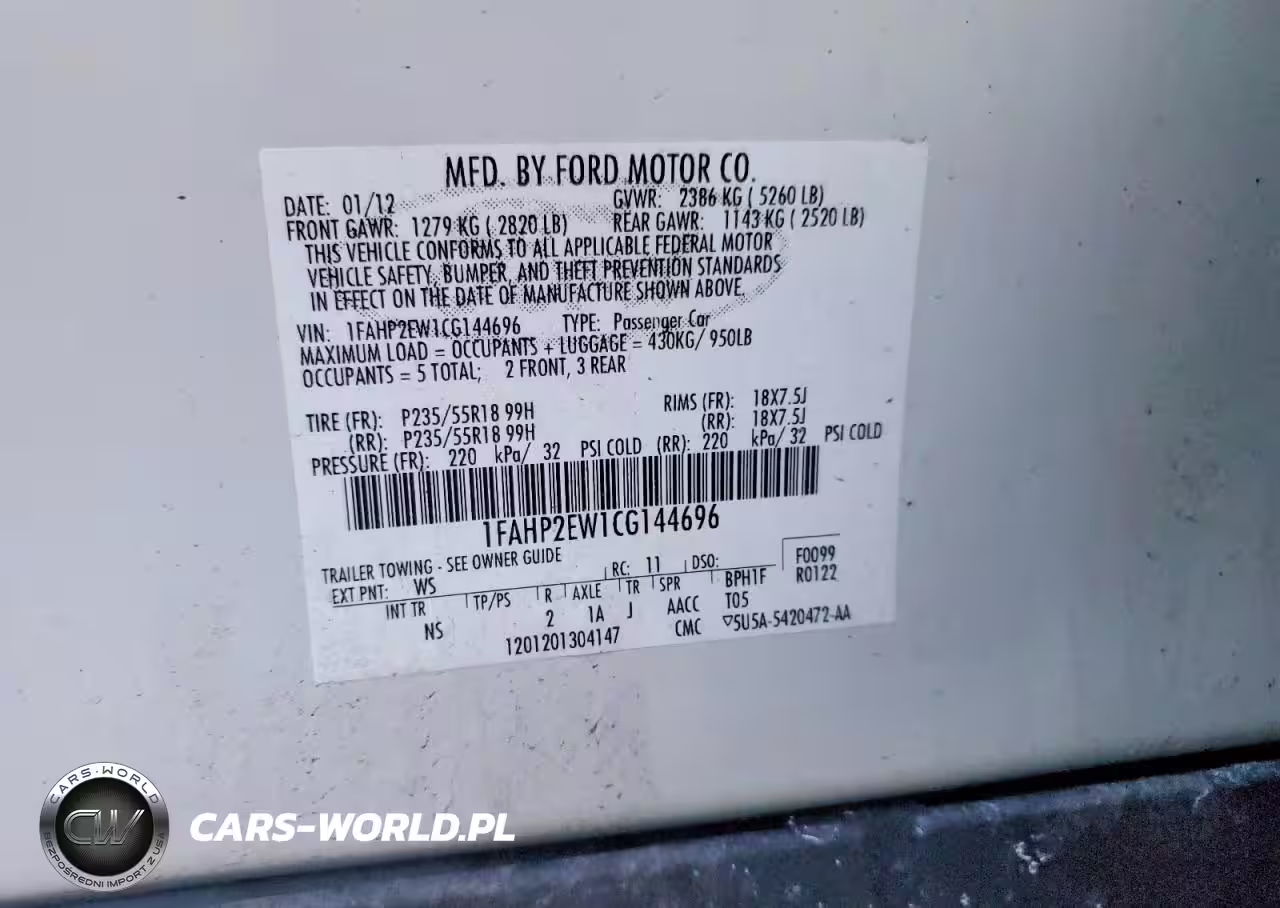 MFD. BY FORD MOTOR CO.
DATE: 01/12 GVWR: 2386 KG ( 5260 LB)
FRONT GAWR: 1279 KG ( 2820 LB) REAR GAWR: 1143 KG ( 2520 LB)
THIS VEHICLE CONFORMS TO ALL APPLICABLE FEDERAL MOTOR
VEHICLE SAFETY, BUMPER, AND THEFT PREVENTION STANDARDS
IN EFFECT ON THE DATE OF MANUFACTURE SHOWN ABOVE.
VIN: 1FAHP2EW1CG144696 TYPE: Passenger Car
MAXIMUM LOAD = OCCUPANTS + LUGGAGE = 430KG/ 950LB
OCCUPANTS = 5 TOTAL; 2 FRONT, 3 REAR
TIRE (FR): P235/55R18 99H RIMS (FR): 18X7.5J
(RR): P235/55R18 99H (RR): 18X7.5J
PRESSURE (FR): 220 kPa/ 32 PSI COLD (RR): 220 kPa/ 32 PSI COLD
1FAHP2EW1CG144696
TRAILER TOWING - SEE OWNER GUIDE F0099
EXT PNT: WS RC: 11 DSO: R0122
INT TR TP/PS R AXLE TR SPR BPH1F
NS 2 1A J AACC T05
1201201304147 CMC ▽5U5A-5420472-AA
CARS-WORLD
CW
BEZPOŚREDNI IMPORT Z USA
CARS-WORLD.PL